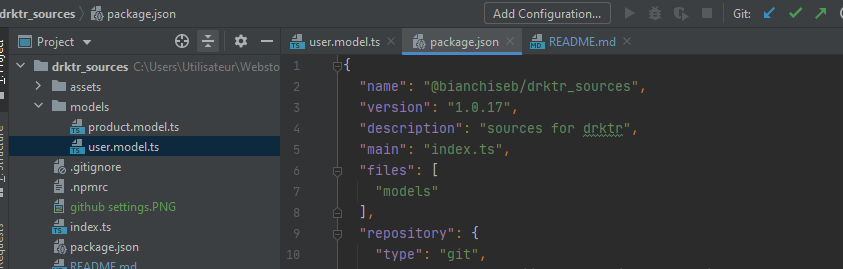 drktr_sources package.json Add Configuration... Git:
Project user.model.ts package.json README.md
drktr_sources C:\Users\Utilisateur\Websto
assets
models
product.model.ts
user.model.ts
.gitignore
.npmrc
github settings.PNG
index.ts
package.json
README.md
Project
Structure
Requests
1 {
2 "name": "@bianchiseb/drktr_sources",
3 "version": "1.0.17",
4 "description": "sources for drktr",
5 "main": "index.ts",
6 "files": [
7 "models"
8 ],
9 "repository": {
10 "type": "git",